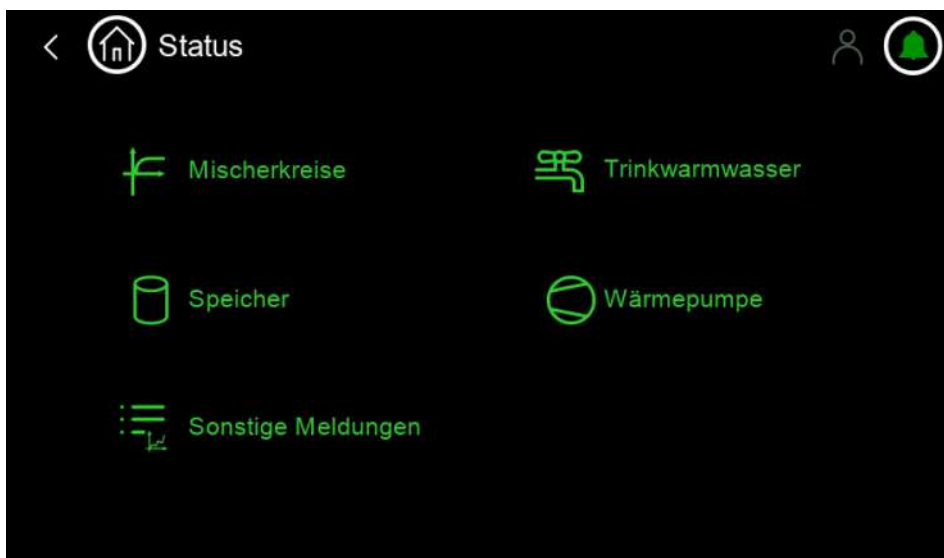 Status
Mischerkreise
Trinkwarmwasser
Speicher
Wärmepumpe
Sonstige Meldungen